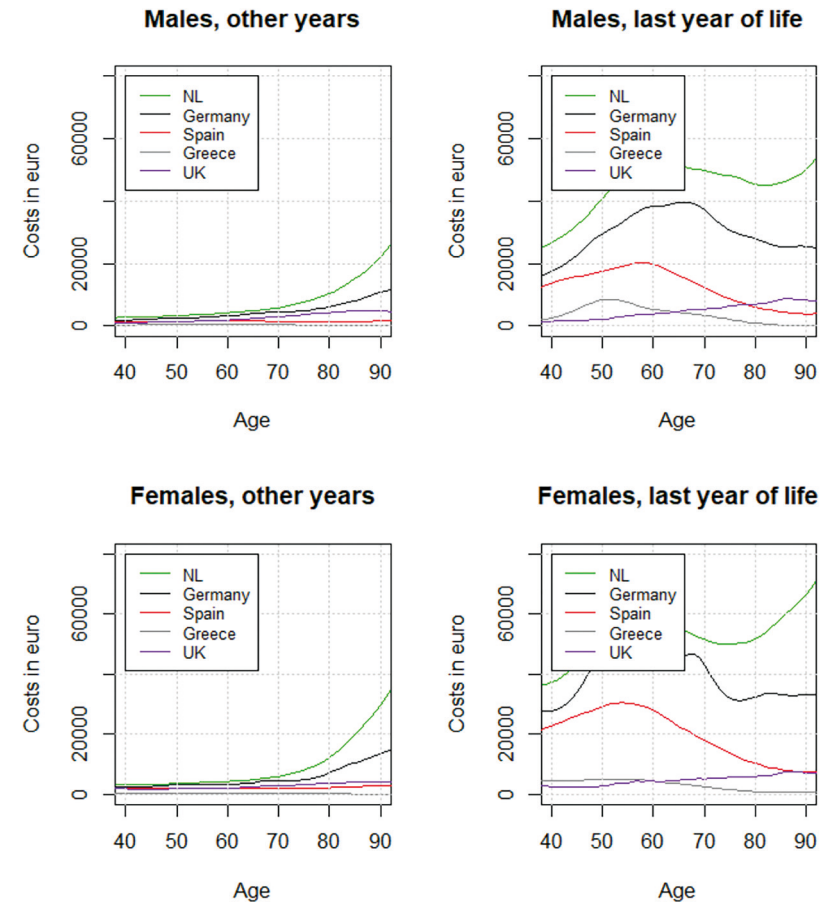 Males, other years
Costs in euro
60000
20000
0
NL
Germany
Spain
Greece
UK
40 50 60 70 80 90
Age
Males, last year of life
Costs in euro
60000
20000
0
NL
Germany
Spain
Greece
UK
40 50 60 70 80 90
Age
Females, other years
Costs in euro
60000
20000
0
NL
Germany
Spain
Greece
UK
40 50 60 70 80 90
Age
Females, last year of life
Costs in euro
60000
20000
0
NL
Germany
Spain
Greece
UK
40 50 60 70 80 90
Age